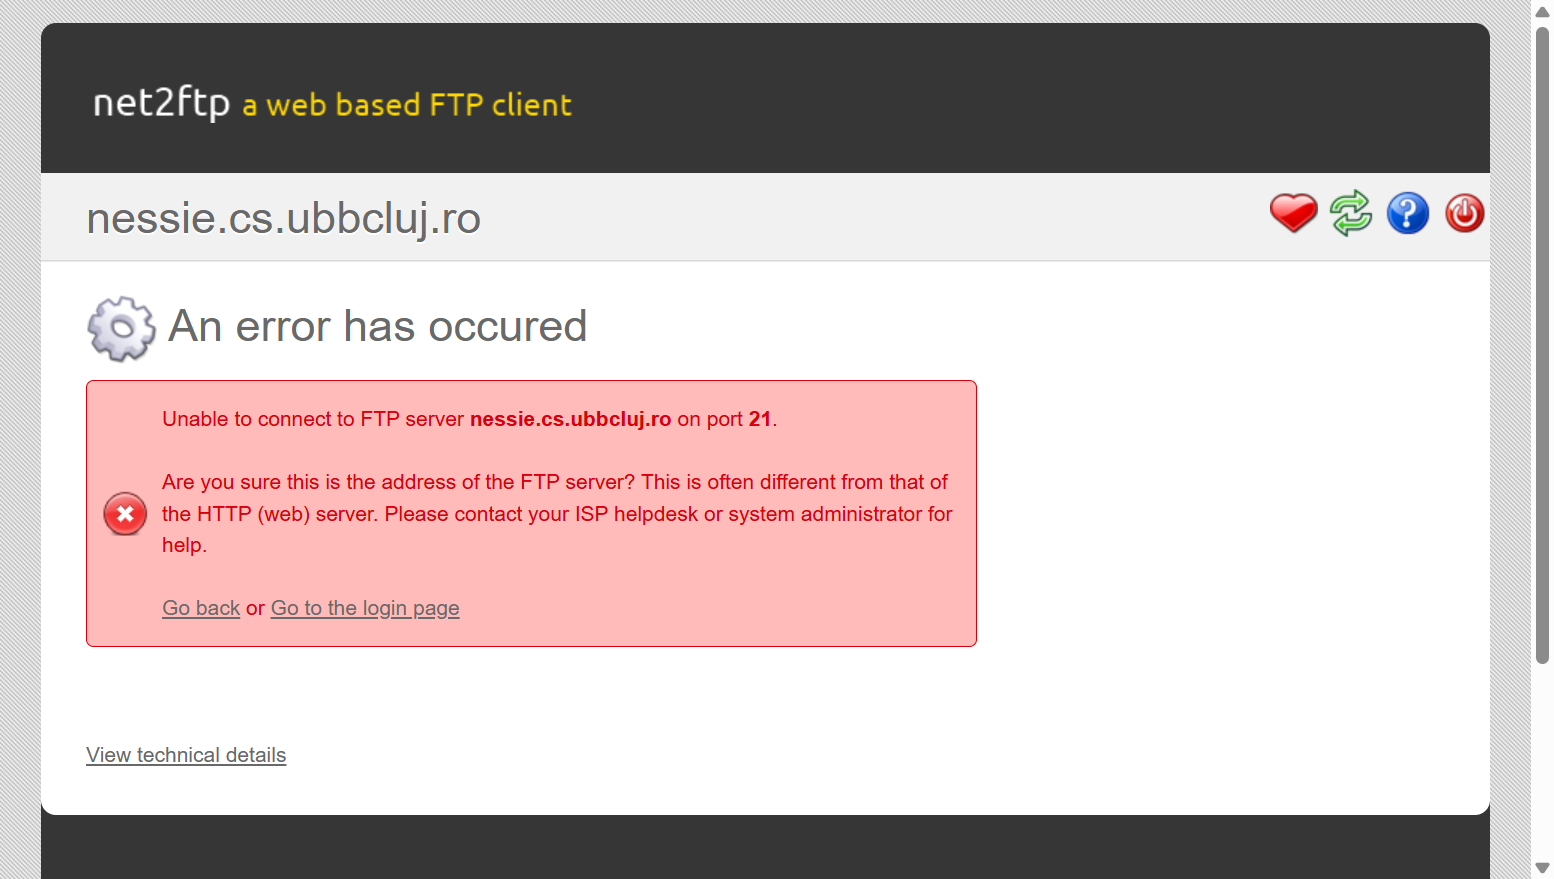 net2ftp a web based FTP client
nessie.cs.ubbcluj.ro
An error has occured
Unable to connect to FTP server nessie.cs.ubbcluj.ro on port 21.
Are you sure this is the address of the FTP server? This is often different from that of
the HTTP (web) server. Please contact your ISP helpdesk or system administrator for
help.
Go back or Go to the login page
View technical details